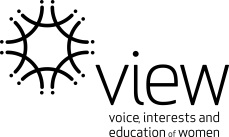 view
voice, interests and
education of women